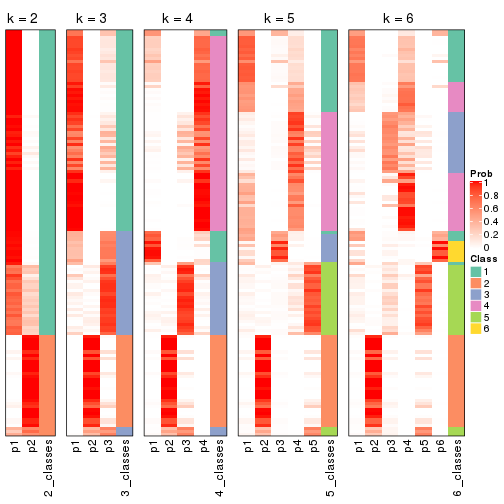 k = 2
k = 3
k = 4
k = 5
k = 6
Prob
1
0.8
0.6
0.4
0.2
0
Class
1
2
3
4
5
6
p1
p2
2_classes
p1
p2
p3
3_classes
p1
p2
p3
p4
4_classes
p1
p2
p3
p4
p5
5_classes
p1
p2
p3
p4
p5
p6
6_classes